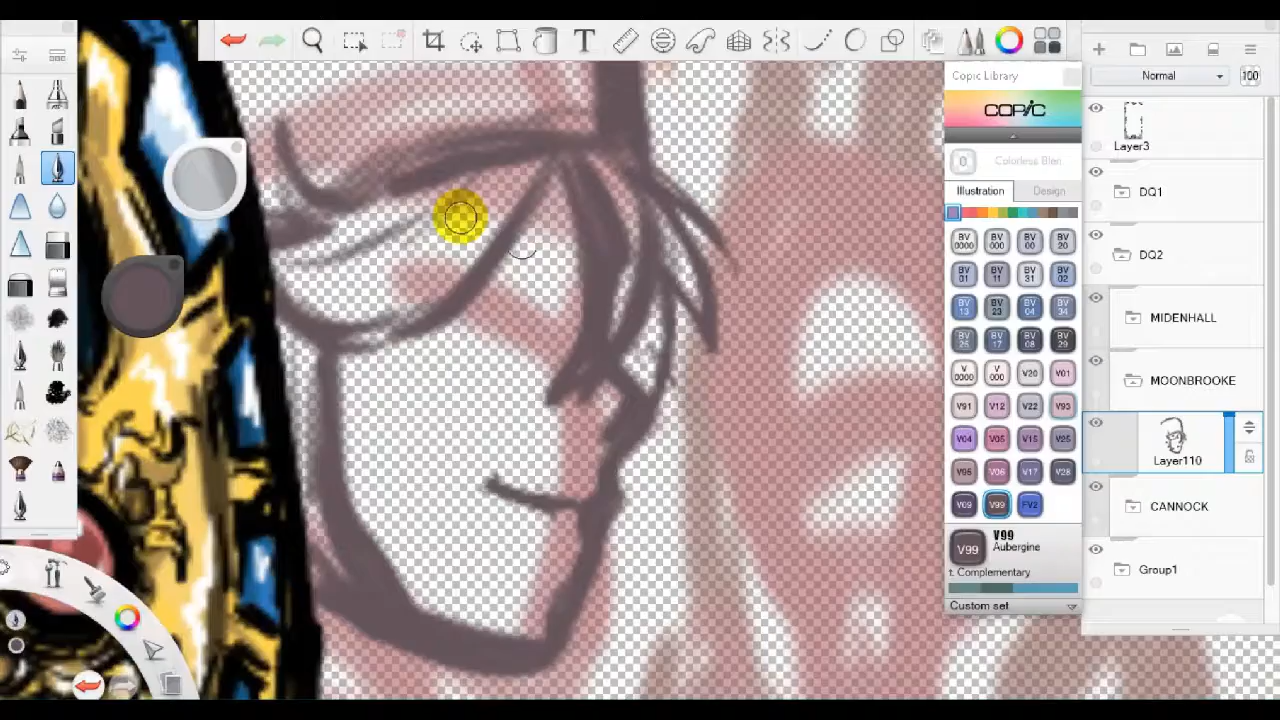 T
Copic Library
COPIC
0 Colorless Blen
Illustration Design
BV 0000 BV 000 BV 00 BV 20
BV 01 BV 11 BV 31 BV 02
BV 13 BV 23 BV 04 BV 34
BV 25 BV 17 BV 08 BV 29
V 0000 V 000 V20 V01
V91 V12 V22 V93
V04 V05 V15 V25
V95 V06 V17 V28
V09 V99 FV2
V99 V99
Aubergine
t. Complementary
Custom set
Normal 100
Layer3
DQ1
DQ2
MIDENHALL
MOONBROOKE
Layer110
CANNOCK
Group1